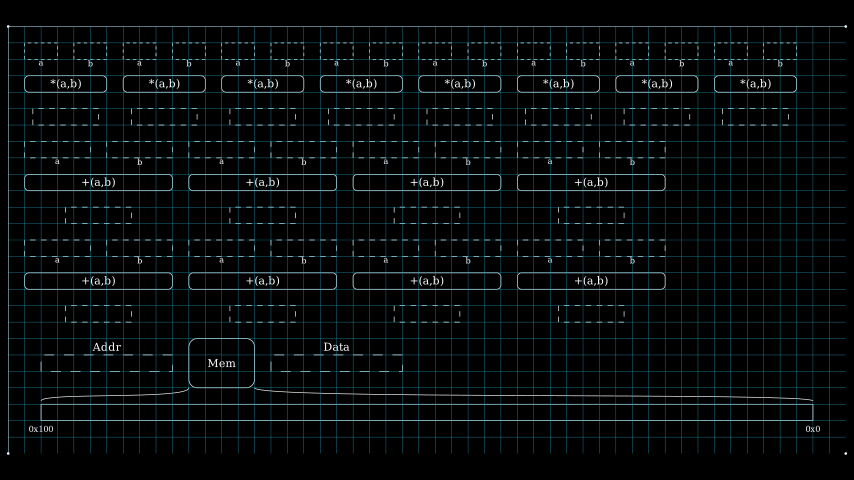 a b a b a b a b a b a b a b a b
*(a,b) *(a,b) *(a,b) *(a,b) *(a,b) *(a,b) *(a,b) *(a,b)
a b a b a b a b
+(a,b) +(a,b) +(a,b) +(a,b)
a b a b a b a b
+(a,b) +(a,b) +(a,b) +(a,b)
Addr Data
Mem
0x100 0x0